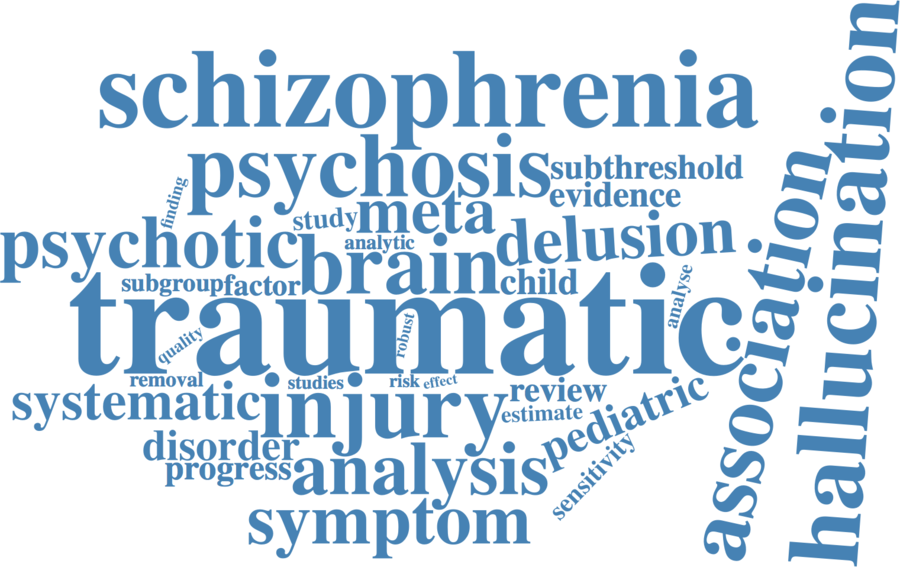 schizophrenia
hallucination
psychosis
subthreshold
evidence
association
finding
study
meta
psychotic
analytic
delusion
brain
subgroup
factor
child
analyse
traumatic
quality
robust
removal
studies
risk
effect
systematic
injury
review
estimate
pediatric
disorder
progress
analysis
sensitivity
symptom